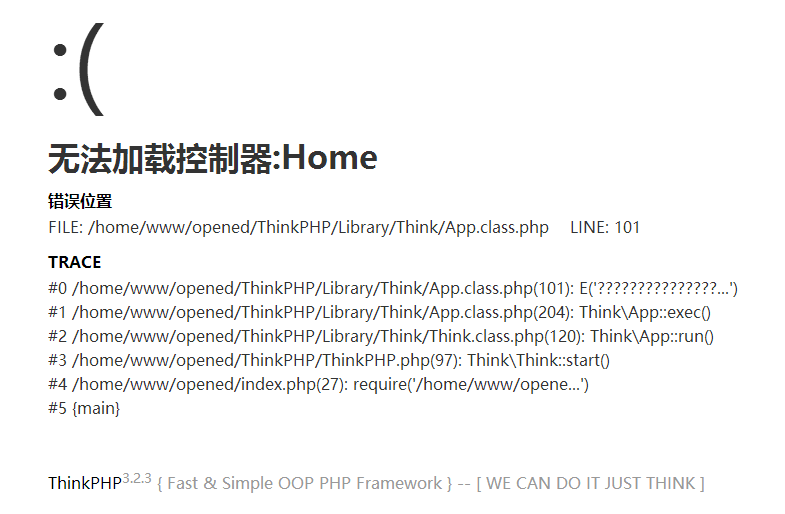 :(
无法加载控制器:Home
错误位置
FILE: /home/www/opened/ThinkPHP/Library/Think/App.class.php LINE: 101
TRACE
#0 /home/www/opened/ThinkPHP/Library/Think/App.class.php(101): E('???????????????...')
#1 /home/www/opened/ThinkPHP/Library/Think/App.class.php(204): Think\App::exec()
#2 /home/www/opened/ThinkPHP/Library/Think/Think.class.php(120): Think\App::run()
#3 /home/www/opened/ThinkPHP/ThinkPHP.php(97): Think\Think::start()
#4 /home/www/opened/index.php(27): require('/home/www/opene...')
#5 {main}
ThinkPHP3.2.3 { Fast & Simple OOP PHP Framework } -- [ WE CAN DO IT JUST THINK ]